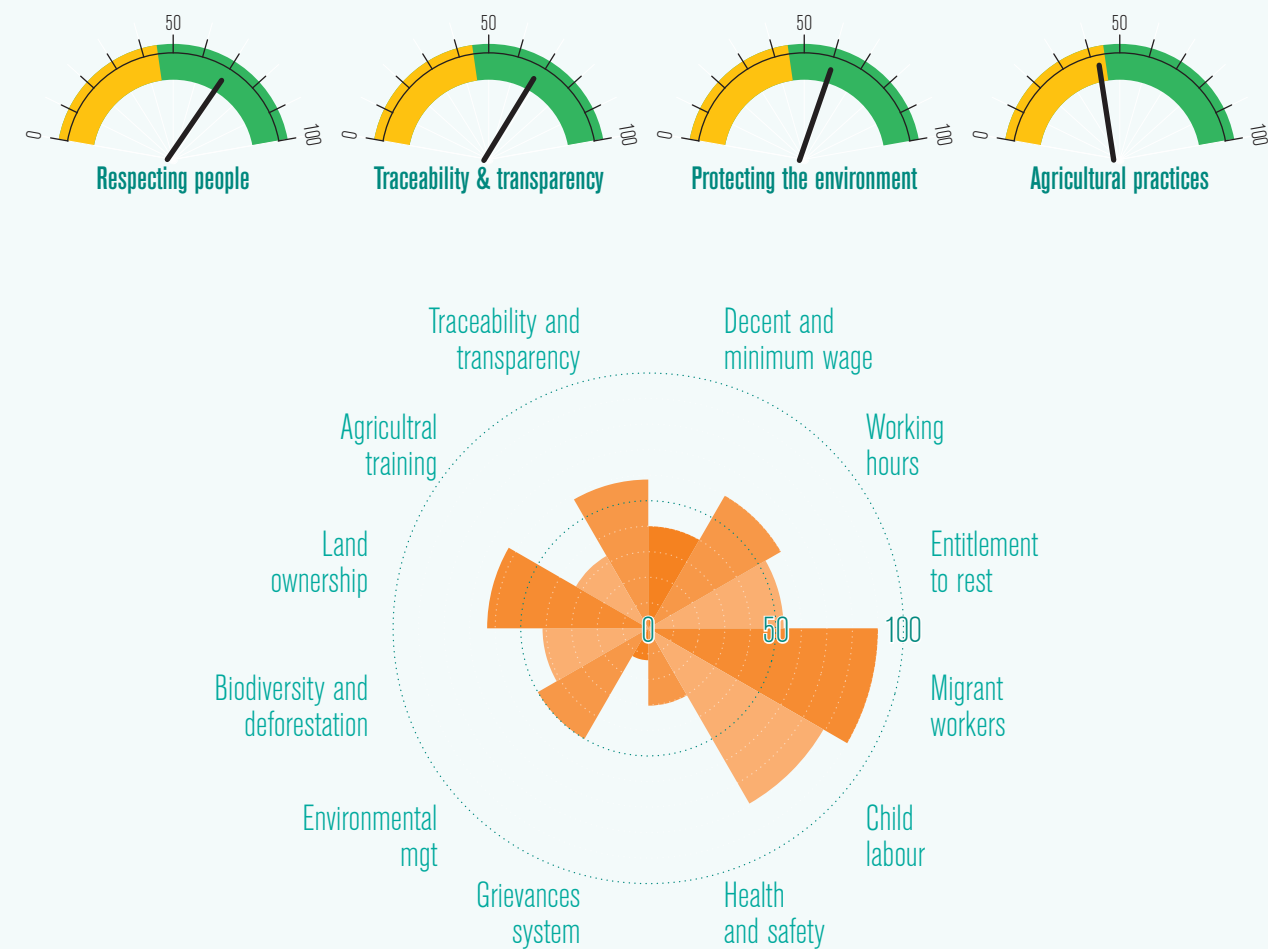 50
0
100
Respecting people
50
0
100
Traceability & transparency
50
0
100
Protecting the environment
50
0
100
Agricultural practices
Traceability and
transparency
Decent and
minimum wage
Agricultral
training
Working
hours
Land
ownership
Entitlement
to rest
0
50
100
Biodiversity and
deforestation
Migrant
workers
Environmental
mgt
Child
labour
Grievances
system
Health
and safety